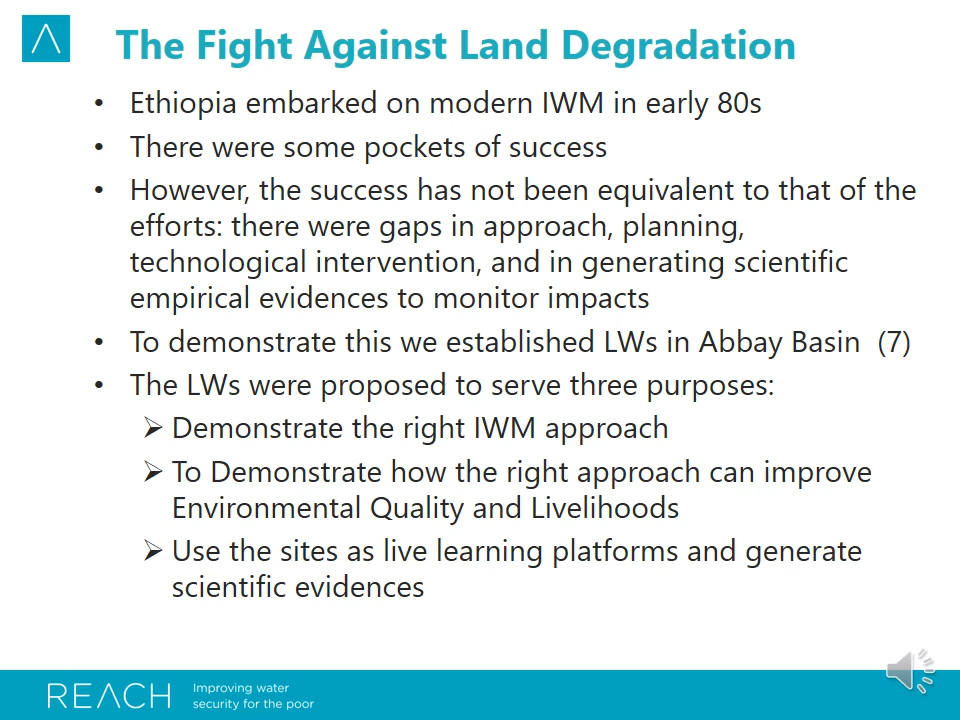 The Fight Against Land Degradation
• Ethiopia embarked on modern IWM in early 80s
• There were some pockets of success
• However, the success has not been equivalent to that of the
efforts: there were gaps in approach, planning,
technological intervention, and in generating scientific
empirical evidences to monitor impacts
• To demonstrate this we established LWs in Abbay Basin (7)
• The LWs were proposed to serve three purposes:
➢ Demonstrate the right IWM approach
➢ To Demonstrate how the right approach can improve
Environmental Quality and Livelihoods
➢ Use the sites as live learning platforms and generate
scientific evidences
REACH
Improving water
security for the poor